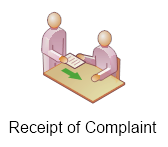 Receipt of Complaint